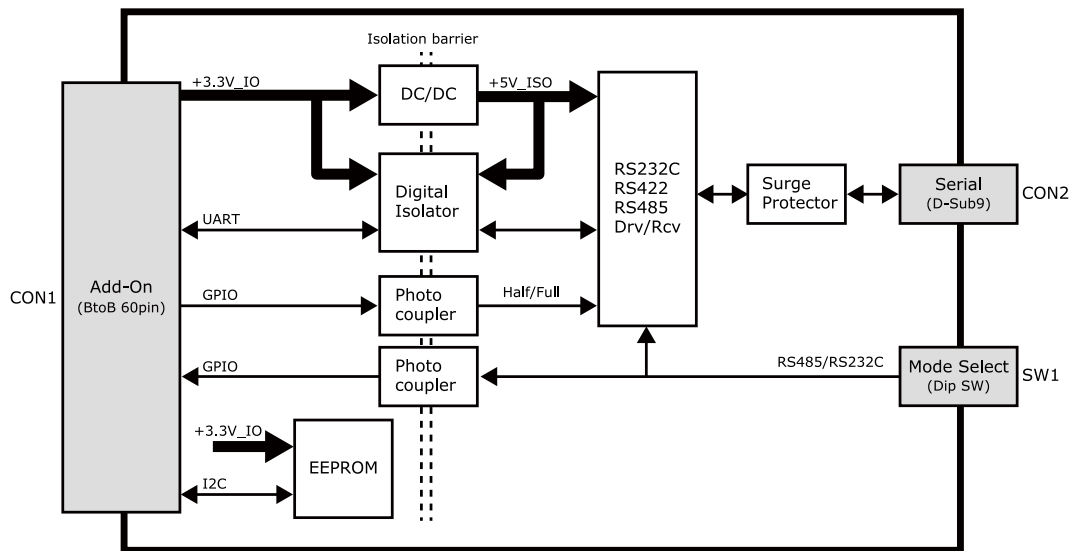 Isolation barrier
+3.3V_IO
DC/DC
+5V_ISO
RS232C
RS422
RS485
Drv/Rcv
Digital
Isolator
UART
Surge
Protector
Serial
(D-Sub9)
CON2
CON1
Add-On
(BtoB 60pin)
GPIO
Photo
coupler
Half/Full
GPIO
Photo
coupler
RS485/RS232C
Mode Select
(Dip SW)
SW1
+3.3V_IO
EEPROM
I2C